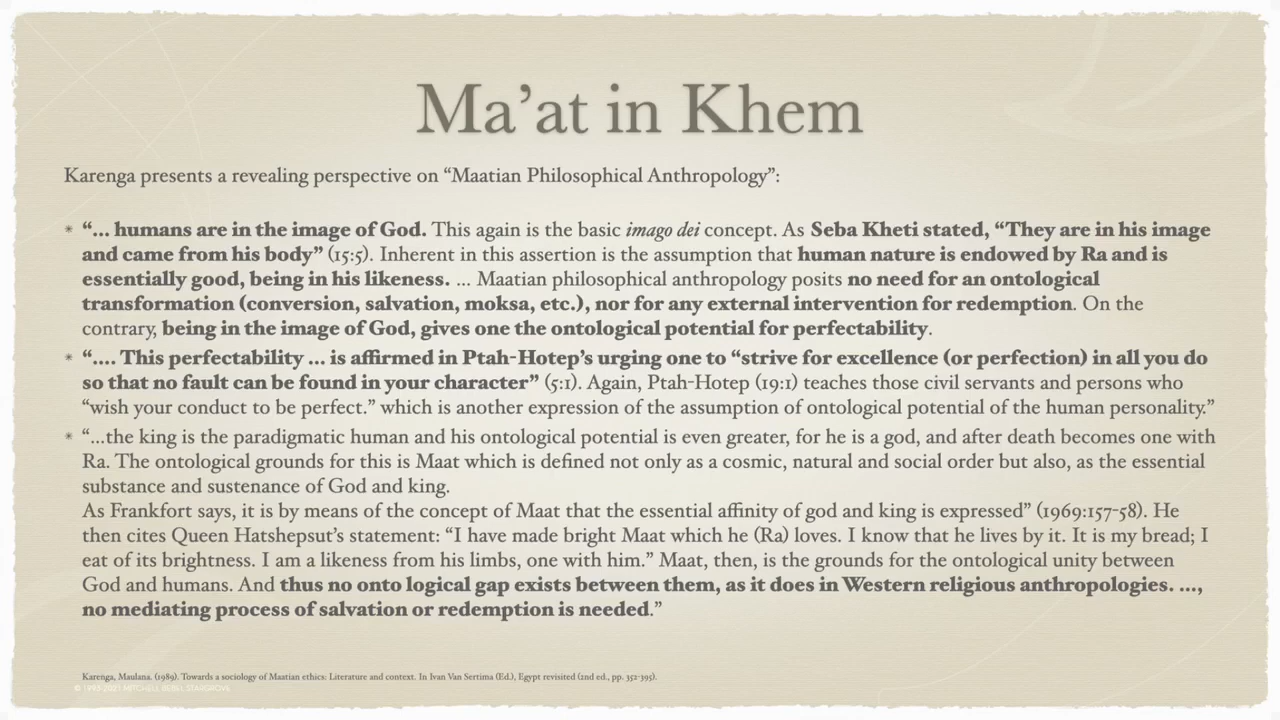 Ma’at in Khem
Karenga presents a revealing perspective on “Maatian Philosophical Anthropology”:
* “... humans are in the image of God. This again is the basic imago dei concept. As Seba Kheti stated, “They are in his image
and came from his body” (15:5). Inherent in this assertion is the assumption that human nature is endowed by Ra and is
essentially good, being in his likeness. ... Maatian philosophical anthropology posits no need for an ontological
transformation (conversion, salvation, moksa, etc.), nor for any external intervention for redemption. On the
contrary, being in the image of God, gives one the ontological potential for perfectability.
* “.... This perfectability ... is affirmed in Ptah-Hotep’s urging one to “strive for excellence (or perfection) in all you do
so that no fault can be found in your character” (5:1). Again, Ptah-Hotep (19:1) teaches those civil servants and persons who
“wish your conduct to be perfect.” which is another expression of the assumption of ontological potential of the human personality.”
* “...the king is the paradigmatic human and his ontological potential is even greater, for he is a god, and after death becomes one with
Ra. The ontological grounds for this is Maat which is defined not only as a cosmic, natural and social order but also, as the essential
substance and sustenance of God and king.
As Frankfort says, it is by means of the concept of Maat that the essential affinity of god and king is expressed” (1969:157-58). He
then cites Queen Hatshepsut’s statement: “I have made bright Maat which he (Ra) loves. I know that he lives by it. It is my bread; I
eat of its brightness. I am a likeness from his limbs, one with him.” Maat, then, is the grounds for the ontological unity between
God and humans. And thus no onto logical gap exists between them, as it does in Western religious anthropologies. ...,
no mediating process of salvation or redemption is needed.”
Karenga, Maulana. (1989). Towards a sociology of Maatian ethics: Literature and context. In Ivan Van Sertima (Ed.), Egypt revisited (2nd ed., pp. 352-395).
MITCHELL BEBEL STARGROVE